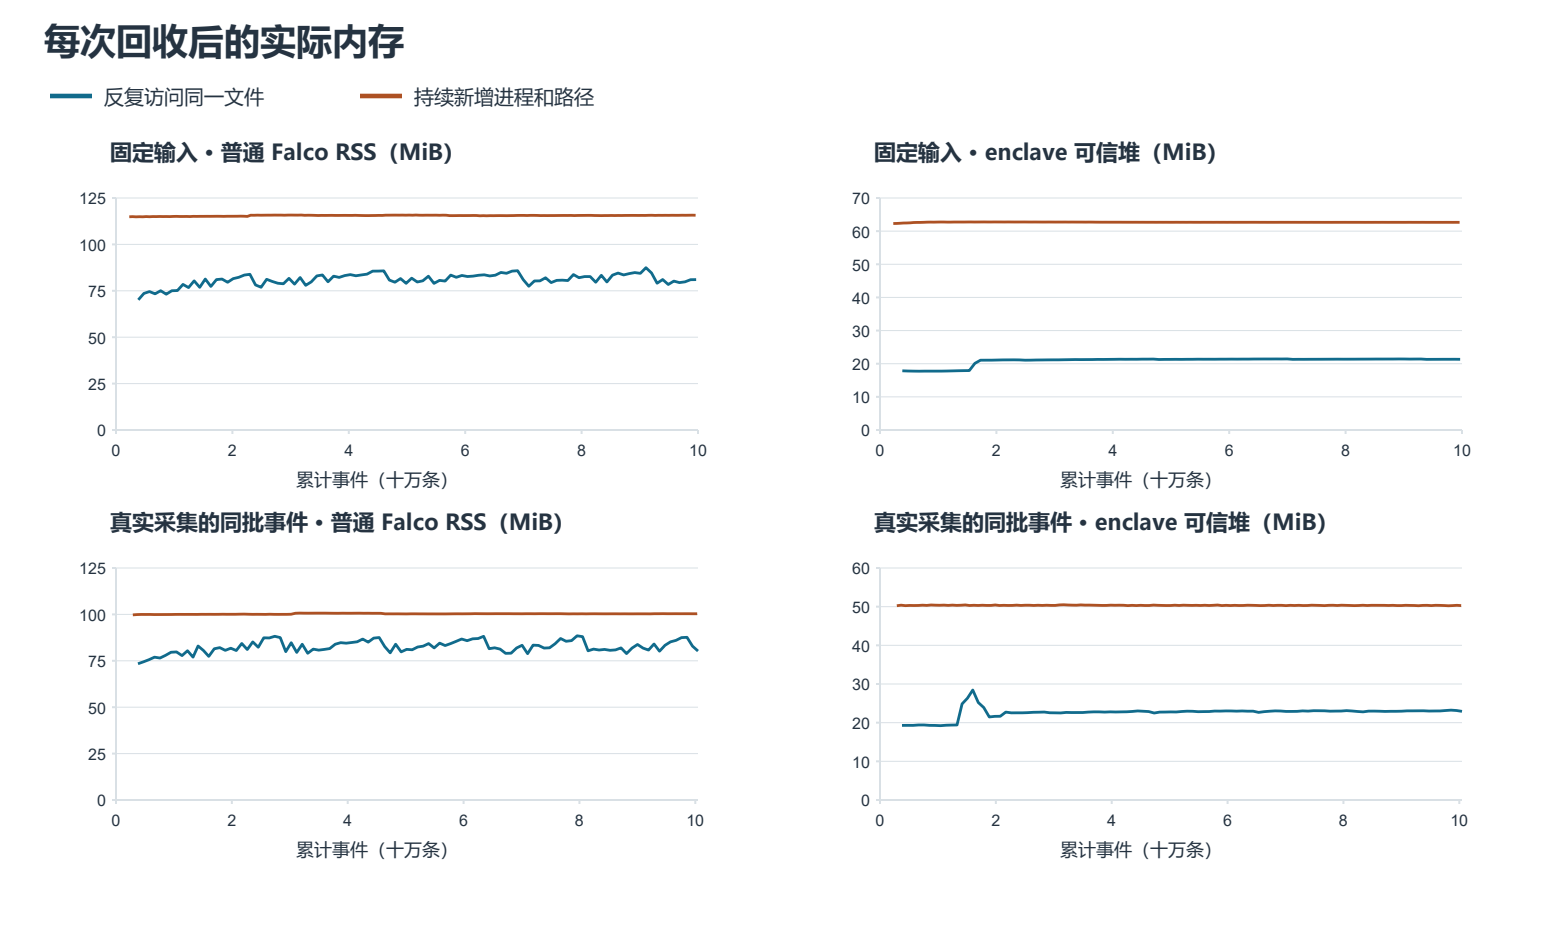 每次回收后的实际内存
反复访问同一文件 持续新增进程和路径
固定输入 • 普通 Falco RSS（MiB）
125
100
75
50
25
0
0 2 4 6 8 10
累计事件（十万条）
固定输入 • enclave 可信堆（MiB）
70
60
50
40
30
20
10
0
0 2 4 6 8 10
累计事件（十万条）
真实采集的同批事件 • 普通 Falco RSS（MiB）
125
100
75
50
25
0
0 2 4 6 8 10
累计事件（十万条）
真实采集的同批事件 • enclave 可信堆（MiB）
60
50
40
30
20
10
0
0 2 4 6 8 10
累计事件（十万条）